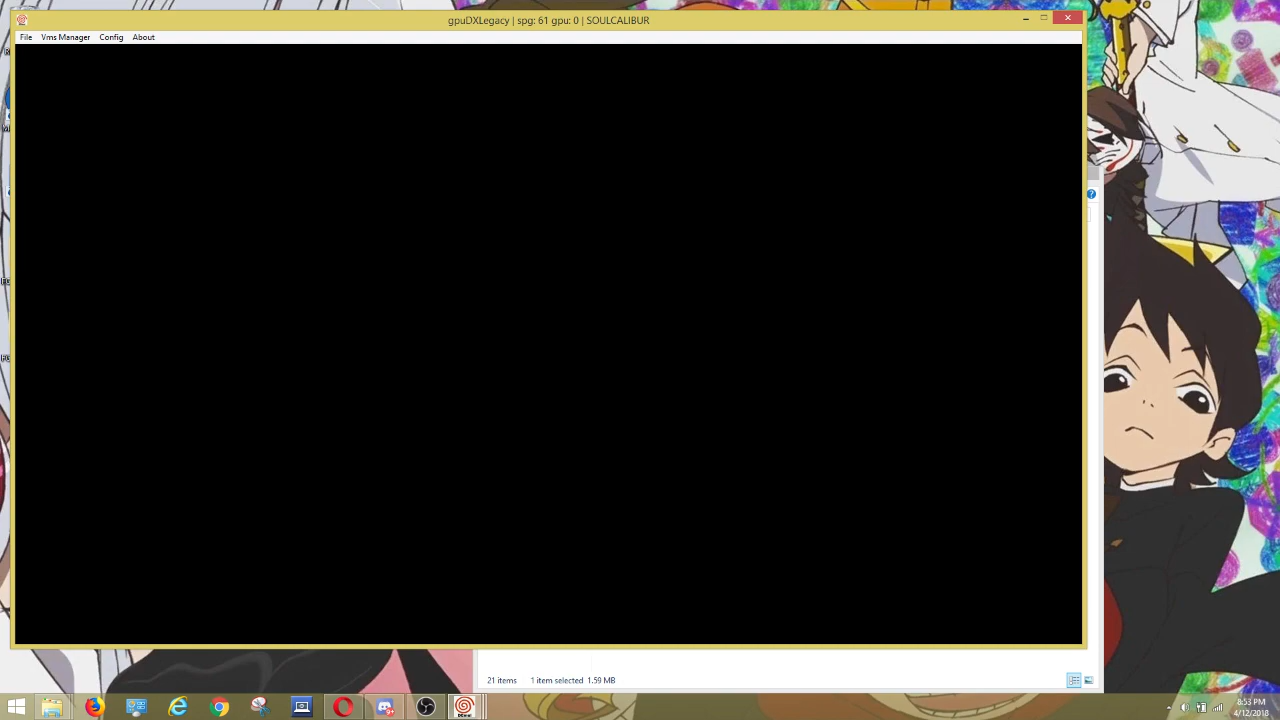 gpuDXLegacy | spg: 61 gpu: 0 | SOULCALIBUR
File Vms Manager Config About
21 items 1 item selected 1.59 MB
8:53 PM
4/12/2018